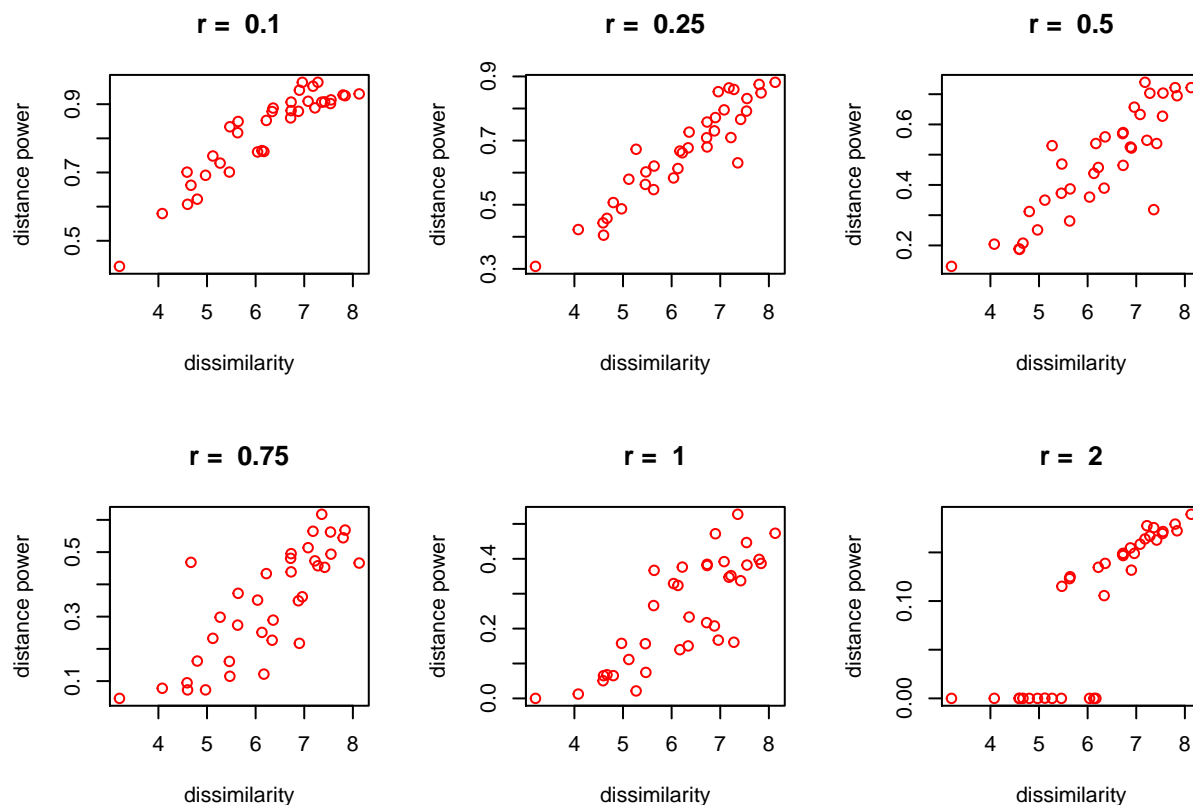 r = 0.1
distance power
0.5 0.7 0.9
4 5 6 7 8
dissimilarity
r = 0.25
distance power
0.3 0.5 0.7 0.9
4 5 6 7 8
dissimilarity
r = 0.5
distance power
0.2 0.4 0.6
4 5 6 7 8
dissimilarity
r = 0.75
distance power
0.1 0.3 0.5
4 5 6 7 8
dissimilarity
r = 1
distance power
0.0 0.2 0.4
4 5 6 7 8
dissimilarity
r = 2
distance power
0.00 0.10
4 5 6 7 8
dissimilarity